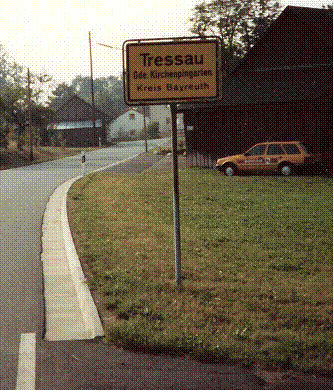 Tressau
Gde. Kirchenpingarten
Kreis Bayreuth